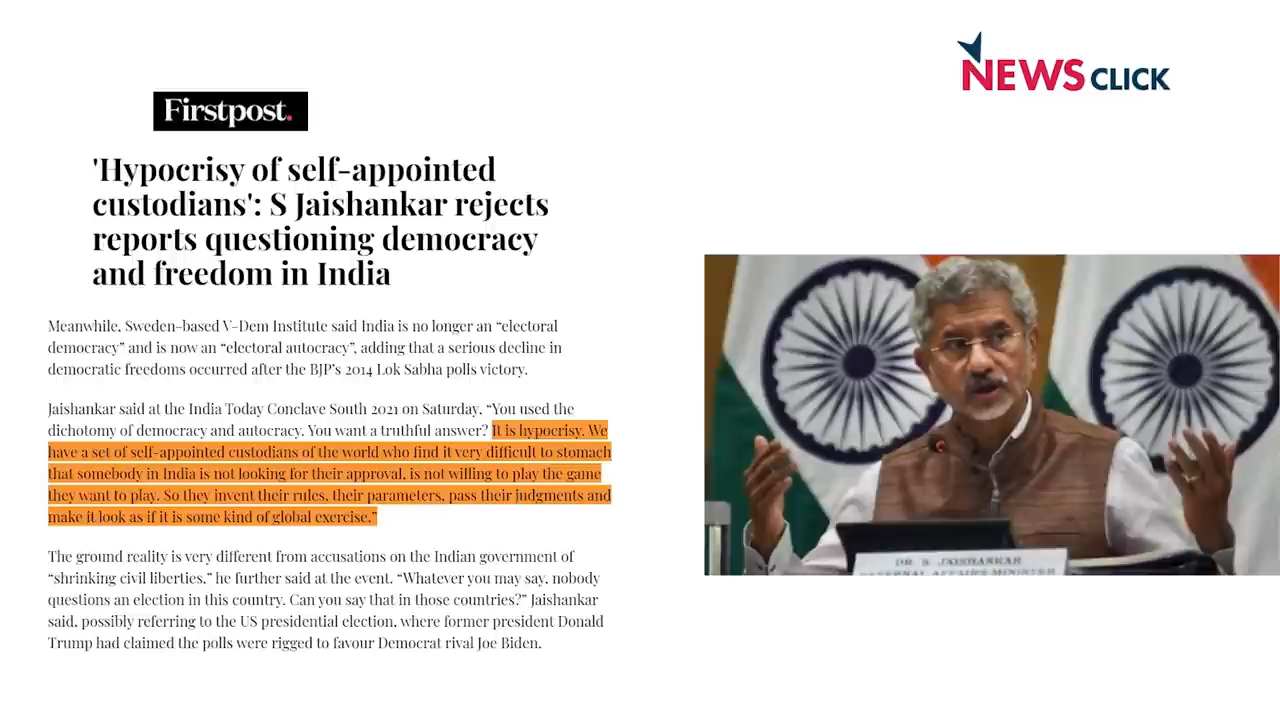 NEWS CLICK
Firstpost.
'Hypocrisy of self-appointed
custodians': S Jaishankar rejects
reports questioning democracy
and freedom in India
Meanwhile, Sweden-based V-Dem Institute said India is no longer an “electoral
democracy” and is now an “electoral autocracy”, adding that a serious decline in
democratic freedoms occurred after the BJP's 2014 Lok Sabha polls victory.
Jaishankar said at the India Today Conclave South 2021 on Saturday, “You used the
dichotomy of democracy and autocracy. You want a truthful answer? It is hypocrisy. We
have a set of self-appointed custodians of the world who find it very difficult to stomach
that somebody in India is not looking for their approval, is not willing to play the game
they want to play. So they invent their rules, their parameters, pass their judgments and
make it look as if it is some kind of global exercise.”
The ground reality is very different from accusations on the Indian government of
“shrinking civil liberties,” he further said at the event. “Whatever you may say, nobody
questions an election in this country. Can you say that in those countries?” Jaishankar
said, possibly referring to the US presidential election, where former president Donald
Trump had claimed the polls were rigged to favour Democrat rival Joe Biden.
DR. S. JAISHANKAR
EXTERNAL AFFAIRS MINISTER